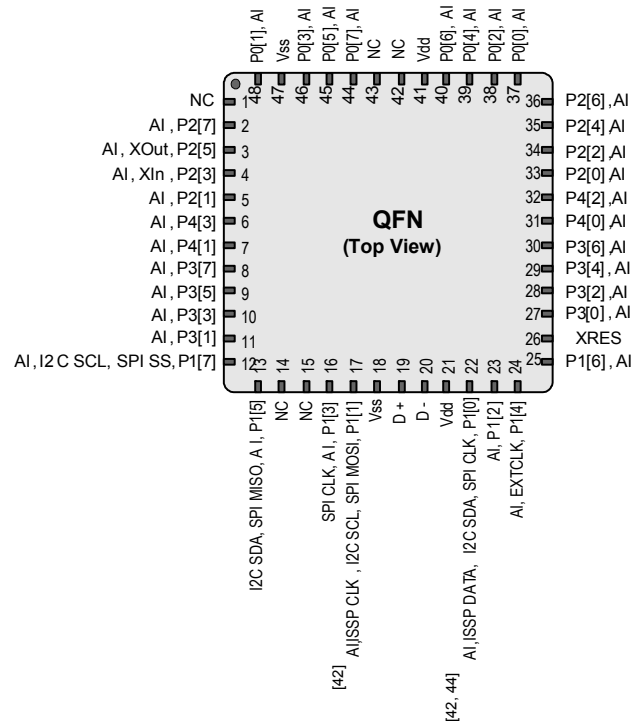 P0[1], AI
Vss
P0[3], AI
P0[5], AI
P0[7], AI
NC
NC
Vdd
P0[6], AI
P0[4], AI
P0[2], AI
P0[0], AI
48 47 46 45 44 43 42 41 40 39 38 37
NC 1
AI , P2[7] 2
AI , XOut, P2[5] 3
AI , XIn , P2[3] 4
AI , P2[1] 5
AI , P4[3] 6
AI , P4[1] 7
AI , P3[7] 8
AI , P3[5] 9
AI , P3[3] 10
AI , P3[1] 11
AI , I2 C SCL, SPI SS, P1[7] 12
QFN
(Top View)
36 P2[6] , AI
35 P2[4] , AI
34 P2[2] , AI
33 P2[0] , AI
32 P4[2] , AI
31 P4[0] , AI
30 P3[6] , AI
29 P3[4] , AI
28 P3[2] , AI
27 P3[0] , AI
26 XRES
25 P1[6] , AI
13 14 15 16 17 18 19 20 21 22 23 24
I2C SDA, SPI MISO, A I, P1[5]
NC
NC
SPI CLK, A I, P1[3]
[42] AI,ISSP CLK , I2C SCL, SPI MOSI, P1[1]
Vss
D +
D -
Vdd
[42, 44] AI,ISSP DATA, I2C SDA, SPI CLK, P1[0]
AI, P1[2]
AI, EXTCLK, P1[4]